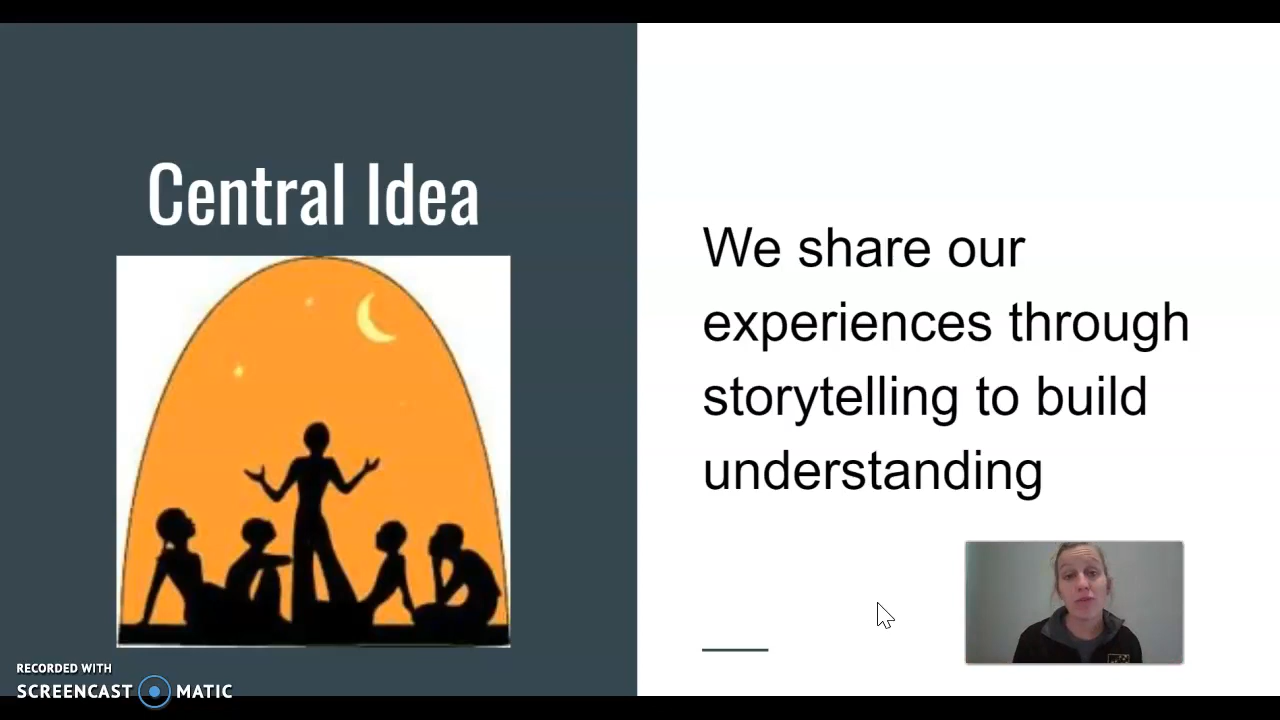 Central Idea
We share our
experiences through
storytelling to build
understanding
RECORDED WITH
SCREENCAST MATIC